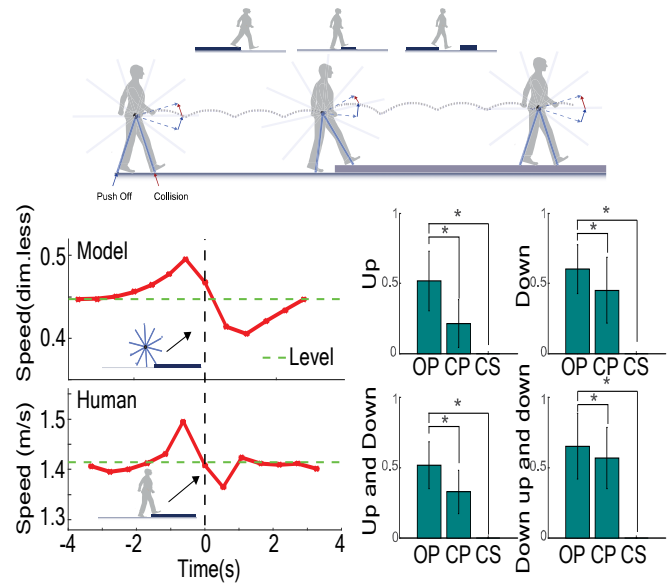 Push Off
Collision
Speed(dim.less)
0.5
0.4
Model
Level
Speed (m/s)
1.5
1.4
1.3
Human
-4
-2
0
2
4
Time(s)
Up
1
0.5
0
*
*
OP CP CS
Down
1
0.5
0
*
*
OP CP CS
Up and Down
1
0.5
0
*
*
OP CP CS
Down up and down
1
0.5
0
*
*
OP CP CS